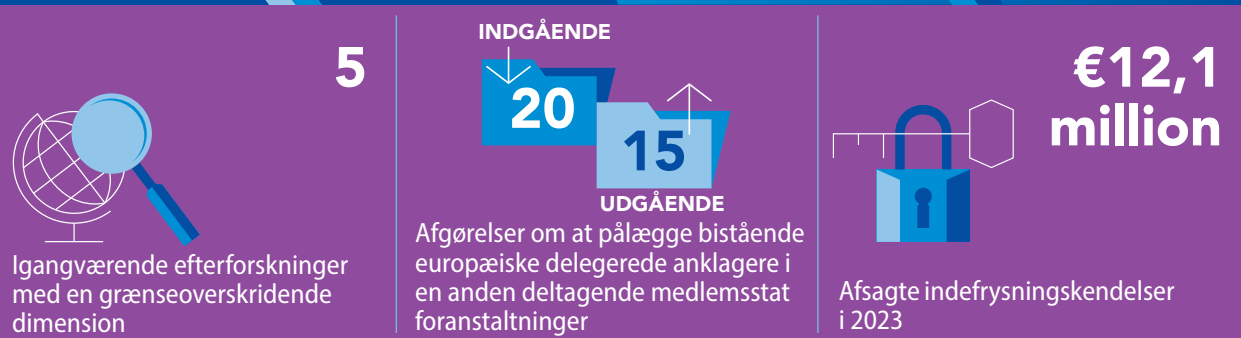 5
Igangværende efterforskninger
med en grænseoverskridende
dimension
INDGÅENDE
20
15
UDGÅENDE
Afgørelser om at pålægge bistående
europæiske delegerede anklagere i
en anden deltagende medlemsstat
foranstaltninger
€12,1
million
Afsagte indefrysningskendelser
i 2023